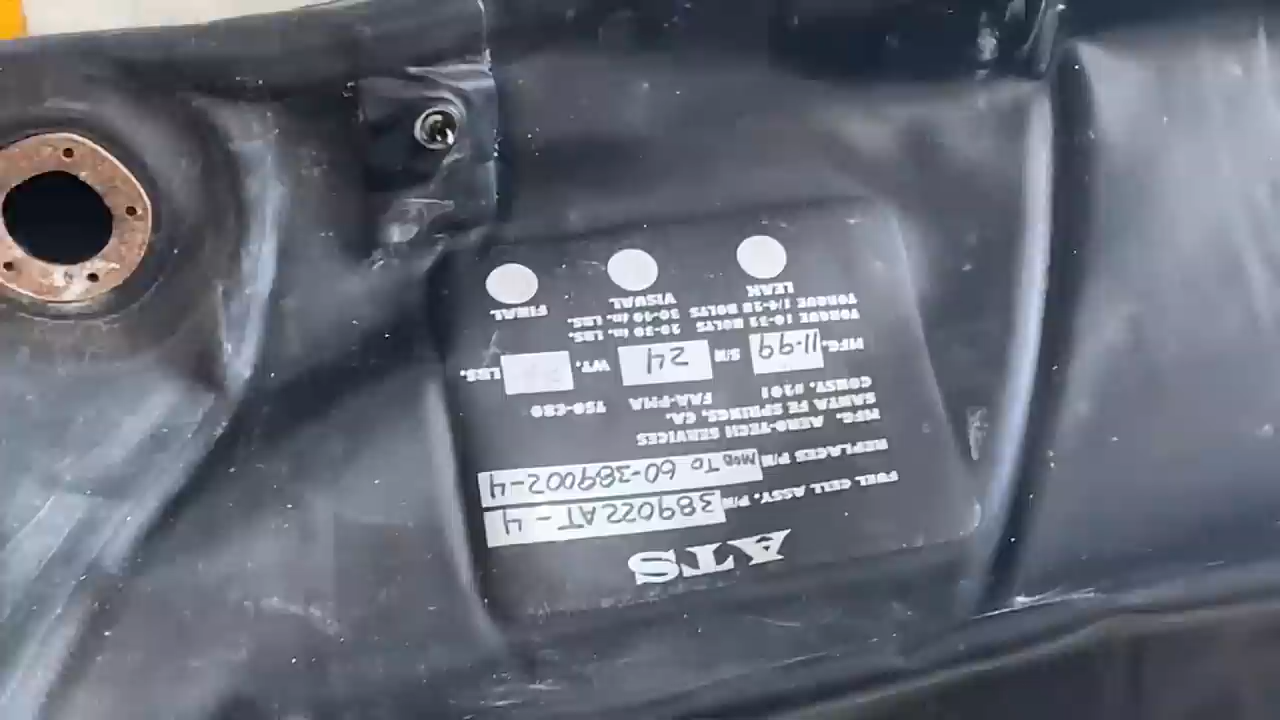 ATS
FUEL CELL ASSY. P/N 389022AT-4
REPLACES P/N MOD TO 60-389002-4
MFG. AERO-TECH SERVICES
SANTA FE SPRINGS, CA.
CONST. #201 FAA-PMA TSO-C80
MFG. 11-99 S/N 24 WT. LBS.
TORQUE 10-32 BOLTS 20-30 in. LBS.
TORQUE 1/4-28 BOLTS 30-40 in. LBS.
LEAK VISUAL FINAL